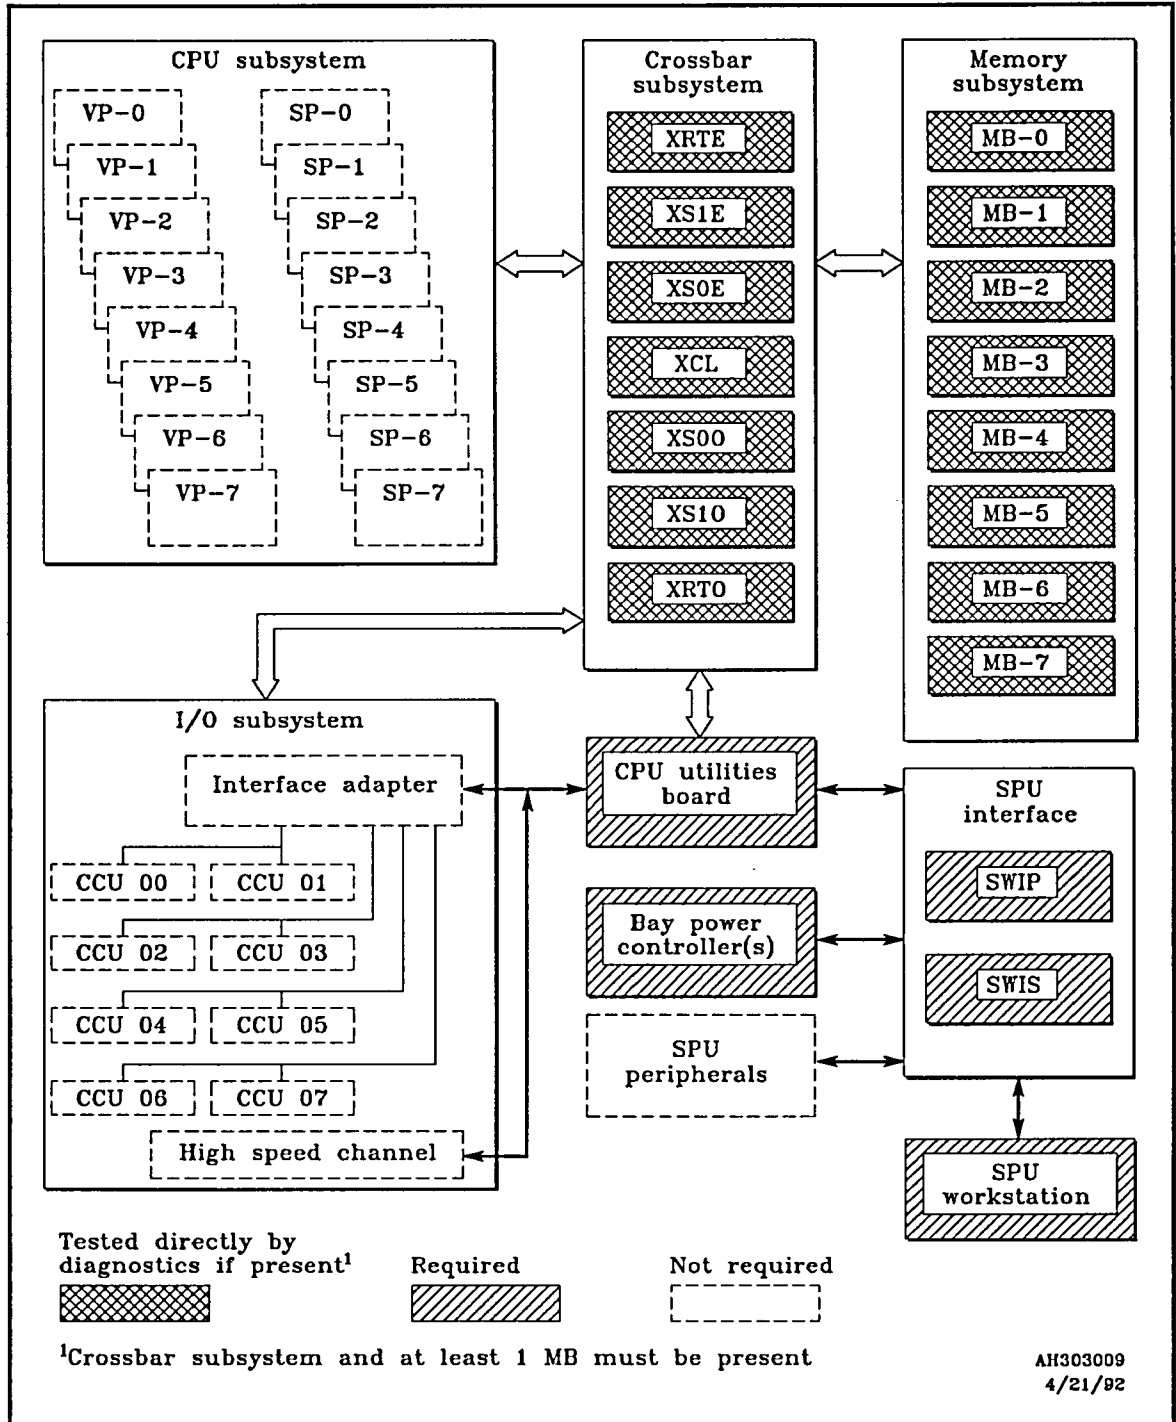 CPU subsystem
VP-0
VP-1
VP-2
VP-3
VP-4
VP-5
VP-6
VP-7
SP-0
SP-1
SP-2
SP-3
SP-4
SP-5
SP-6
SP-7
Crossbar
subsystem
XRTE
XS1E
XS0E
XCL
XS0O
XS1O
XRTO
Memory
subsystem
MB-0
MB-1
MB-2
MB-3
MB-4
MB-5
MB-6
MB-7
I/O subsystem
Interface adapter
CCU 00
CCU 01
CCU 02
CCU 03
CCU 04
CCU 05
CCU 06
CCU 07
High speed channel
CPU utilities
board
Bay power
controller(s)
SPU
peripherals
SPU
interface
SWIP
SWIS
SPU
workstation
Tested directly by
diagnostics if present¹
Required
Not required
¹Crossbar subsystem and at least 1 MB must be present
AH303009
4/21/92